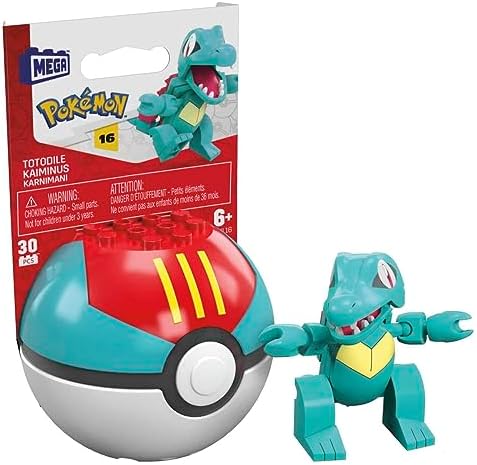 MEGA
POKÉMON
16
TOTODILE
KAIMINUS
KARNIMANI
WARNING:
CHOKING HAZARD - Small parts.
Not for children under 3 years.
ATTENTION:
DANGER D'ÉTOUFFEMENT - Petits éléments.
Ne convient pas aux enfants de moins de 36 mois.
6+
30
PCS